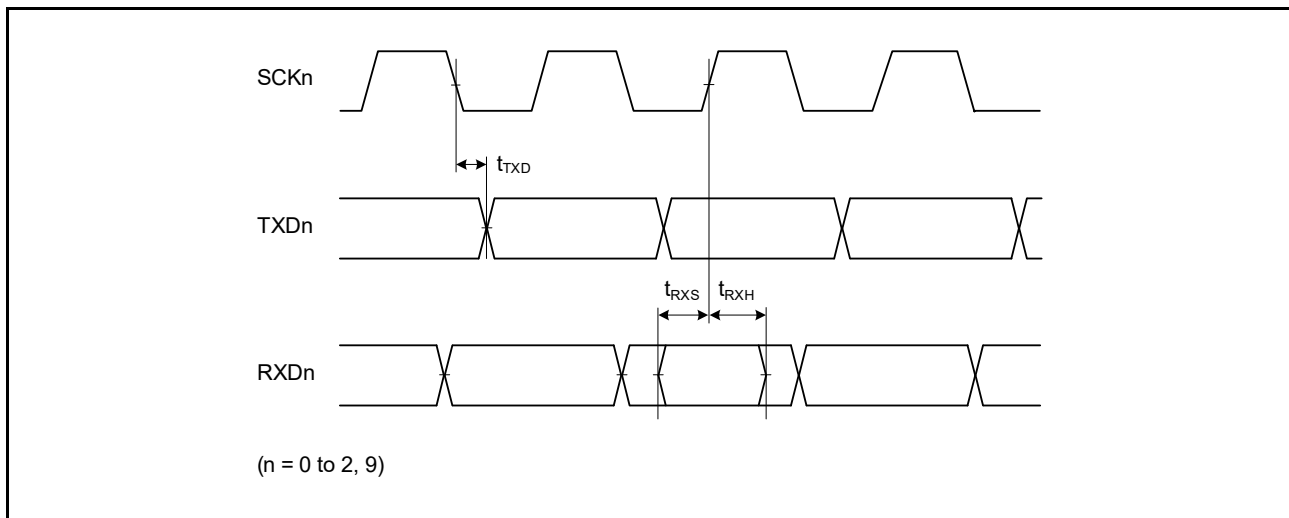 SCKn
tTXD
TXDn
tRXS tRXH
RXDn
(n = 0 to 2, 9)